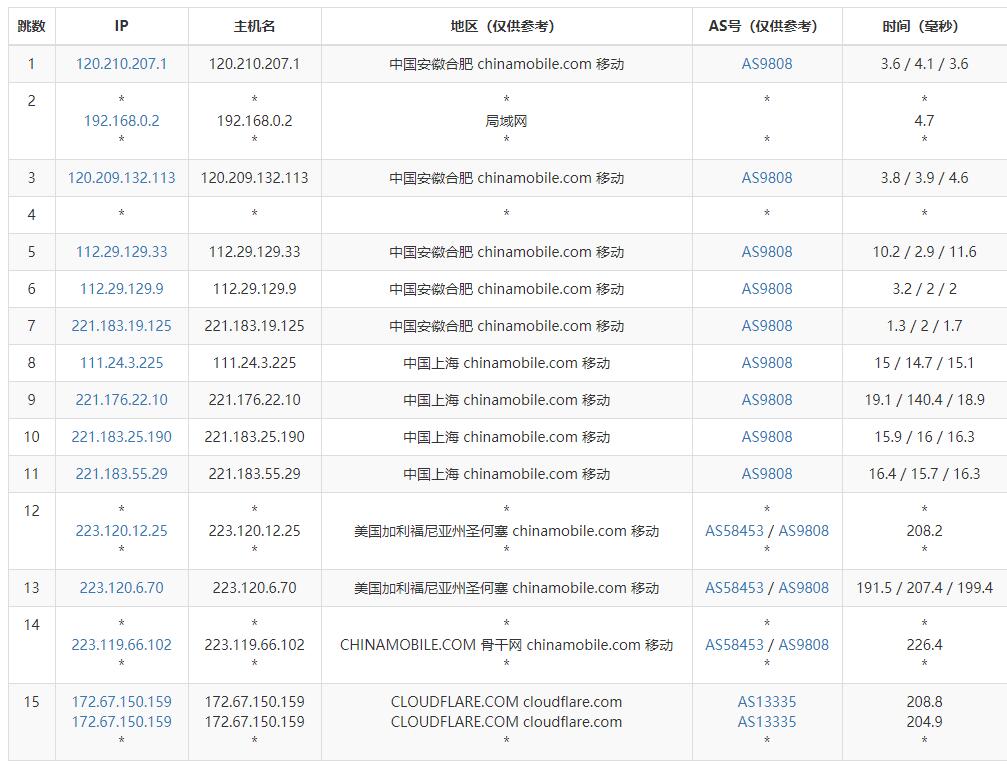 跳数 IP 主机名 地区（仅供参考） AS号（仅供参考） 时间（毫秒）
1 120.210.207.1 120.210.207.1 中国安徽合肥 chinamobile.com 移动 AS9808 3.6 / 4.1 / 3.6
2 * * * * *
192.168.0.2 192.168.0.2 局域网 4.7
* * * * *
3 120.209.132.113 120.209.132.113 中国安徽合肥 chinamobile.com 移动 AS9808 3.8 / 3.9 / 4.6
4 * * * * *
5 112.29.129.33 112.29.129.33 中国安徽合肥 chinamobile.com 移动 AS9808 10.2 / 2.9 / 11.6
6 112.29.129.9 112.29.129.9 中国安徽合肥 chinamobile.com 移动 AS9808 3.2 / 2 / 2
7 221.183.19.125 221.183.19.125 中国安徽合肥 chinamobile.com 移动 AS9808 1.3 / 2 / 1.7
8 111.24.3.225 111.24.3.225 中国上海 chinamobile.com 移动 AS9808 15 / 14.7 / 15.1
9 221.176.22.10 221.176.22.10 中国上海 chinamobile.com 移动 AS9808 19.1 / 140.4 / 18.9
10 221.183.25.190 221.183.25.190 中国上海 chinamobile.com 移动 AS9808 15.9 / 16 / 16.3
11 221.183.55.29 221.183.55.29 中国上海 chinamobile.com 移动 AS9808 16.4 / 15.7 / 16.3
12 * * * * *
223.120.12.25 223.120.12.25 美国加利福尼亚州圣何塞 chinamobile.com 移动 AS58453 / AS9808 208.2
* * * * *
13 223.120.6.70 223.120.6.70 美国加利福尼亚州圣何塞 chinamobile.com 移动 AS58453 / AS9808 191.5 / 207.4 / 199.4
14 * * * * *
223.119.66.102 223.119.66.102 CHINAMOBILE.COM 骨干网 chinamobile.com 移动 AS58453 / AS9808 226.4
* * * * *
15 172.67.150.159 172.67.150.159 CLOUDFLARE.COM cloudflare.com AS13335 208.8
172.67.150.159 172.67.150.159 CLOUDFLARE.COM cloudflare.com AS13335 204.9
* * * * *